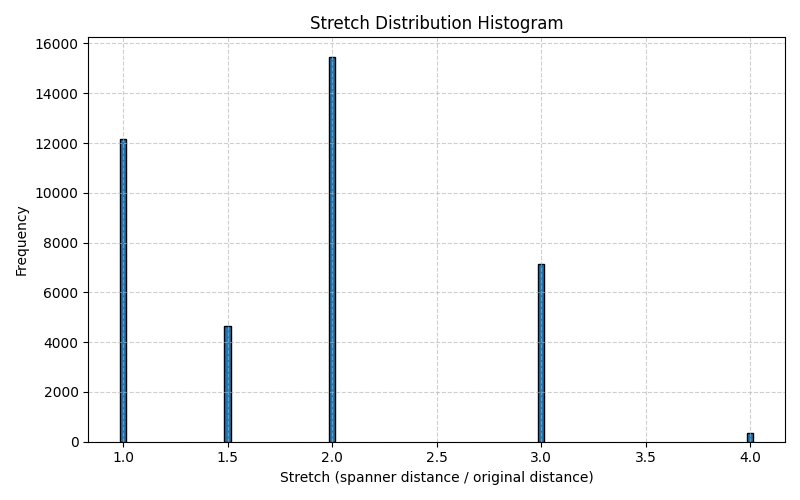 Stretch Distribution Histogram
16000
14000
12000
10000
8000
6000
4000
2000
0
Frequency
1.0 1.5 2.0 2.5 3.0 3.5 4.0
Stretch (spanner distance / original distance)